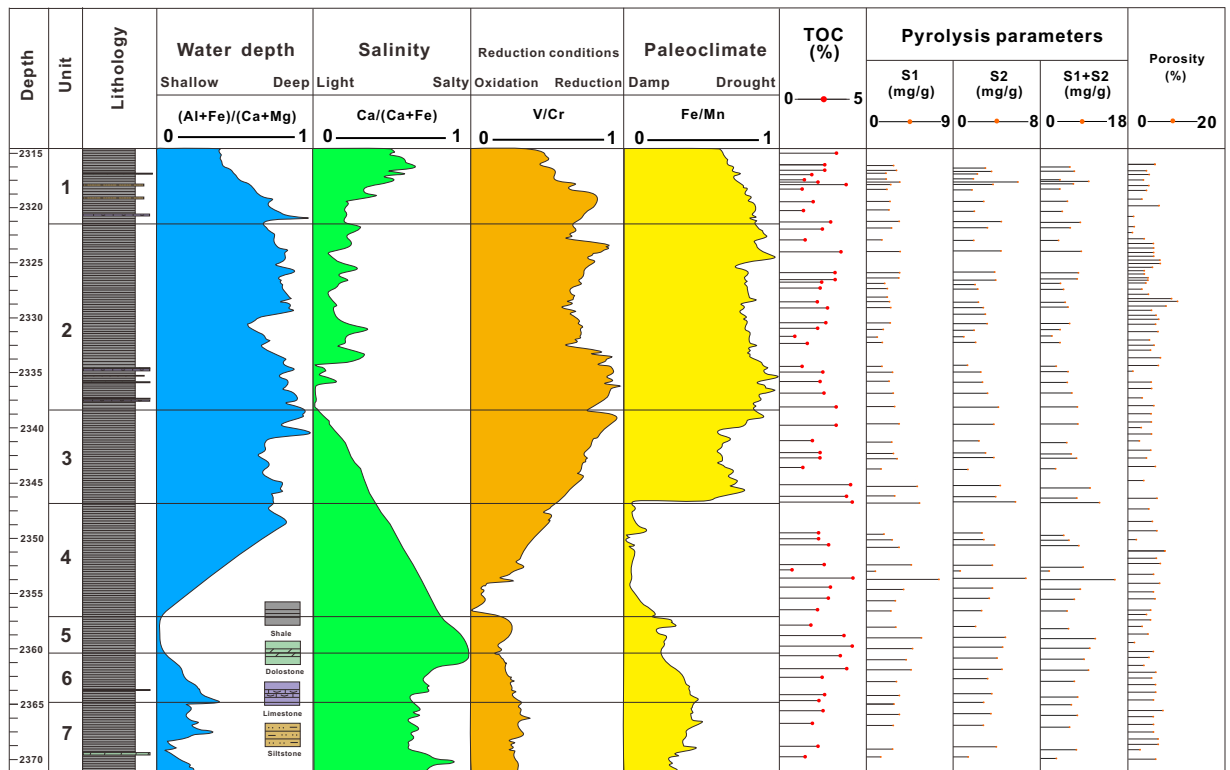 Depth
Unit
Lithology
Water depth
Shallow Deep
(Al+Fe)/(Ca+Mg)
0 1
Salinity
Light Salty
Ca/(Ca+Fe)
0 1
Reduction conditions
Oxidation Reduction
V/Cr
0 1
Paleoclimate
Damp Drought
Fe/Mn
0 1
TOC
(%)
0 5
Pyrolysis parameters
S1
(mg/g)
0 9
S2
(mg/g)
0 8
S1+S2
(mg/g)
0 18
Porosity
(%)
0 20
2315
2320
2325
2330
2335
2340
2345
2350
2355
2360
2365
2370
1
2
3
4
5
6
7
Shale
Dolostone
Limestone
Siltstone